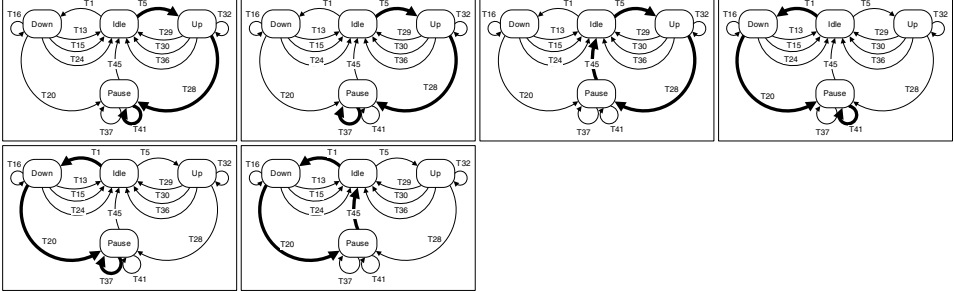 T1 T5
T16 Down Idle Up T32
T13 T29
T15 T30
T24 T36
T45
T20 Pause T28
T37 T41
T1 T5
T16 Down Idle Up T32
T13 T29
T15 T30
T24 T36
T45
T20 Pause T28
T37 T41
T1 T5
T16 Down Idle Up T32
T13 T29
T15 T30
T24 T36
T45
T20 Pause T28
T37 T41
T1 T5
T16 Down Idle Up T32
T13 T29
T15 T30
T24 T36
T45
T20 Pause T28
T37 T41
T1 T5
T16 Down Idle Up T32
T13 T29
T15 T30
T24 T36
T45
T20 Pause T28
T37 T41
T1 T5
T16 Down Idle Up T32
T13 T29
T15 T30
T24 T36
T45
T20 Pause T28
T37 T41